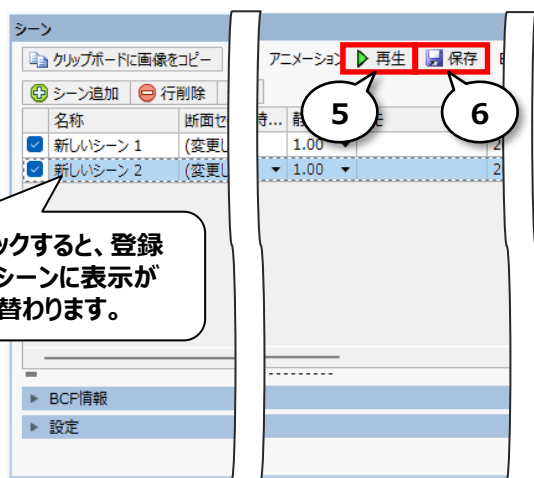 シーン
クリップボードに画像をコピー アニメーション 再生 保存
シーン追加 行削除
5 6
名称 断面セ 時... 静
新しいシーン 1 (変更し 1.00 2
新しいシーン 2 (変更し 1.00 2
ックすると、登録
シーンに表示が
替わります。
BCF情報
設定